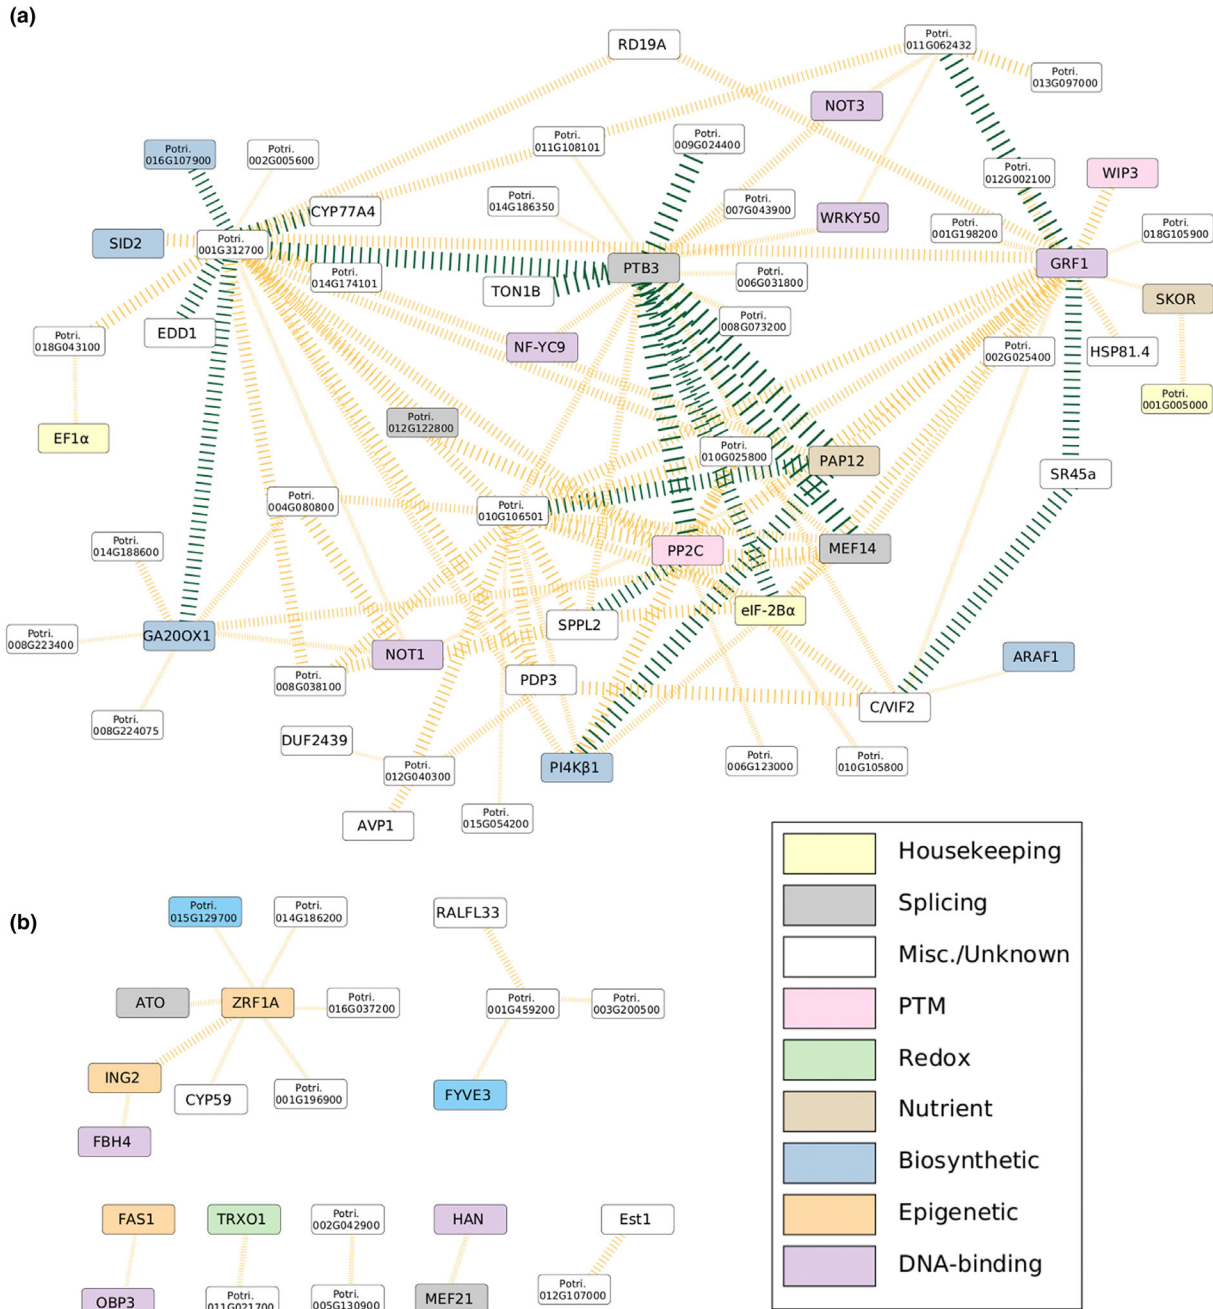 (a)
RD19A
Potri.
011G062432
Potri.
013G097000
NOT3
Potri.
011G108101
Potri.
009G024400
Potri.
016G107900
Potri.
002G005600
Potri.
012G002100
WIP3
CYP77A4
Potri.
014G186350
Potri.
007G043900
WRKY50
Potri.
001G198200
Potri.
018G105900
SID2
Potri.
001G312700
PTB3
GRF1
Potri.
014G174101
TON1B
Potri.
006G031800
SKOR
EDD1
Potri.
018G043100
NF-YC9
Potri.
008G073200
Potri.
002G025400
HSP81.4
Potri.
001G005000
EF1α
Potri.
012G122800
Potri.
010G025800
PAP12
SR45a
Potri.
004G080800
Potri.
010G106501
Potri.
014G188600
PP2C
MEF14
eIF-2Bα
Potri.
008G223400
GA20OX1
SPPL2
NOT1
ARAF1
Potri.
008G038100
PDP3
C/VIF2
Potri.
008G224075
DUF2439
Potri.
012G040300
PI4Kβ1
Potri.
006G123000
Potri.
010G105800
AVP1
Potri.
015G054200
(b)
Potri.
015G129700
Potri.
014G186200
RALFL33
ATO
ZRF1A
Potri.
016G037200
Potri.
001G459200
Potri.
003G200500
ING2
CYP59
Potri.
001G196900
FYVE3
FBH4
FAS1
TRXO1
Potri.
002G042900
HAN
Est1
OBP3
Potri.
011G021700
Potri.
005G130900
MEF21
Potri.
012G107000
Housekeeping
Splicing
Misc./Unknown
PTM
Redox
Nutrient
Biosynthetic
Epigenetic
DNA-binding